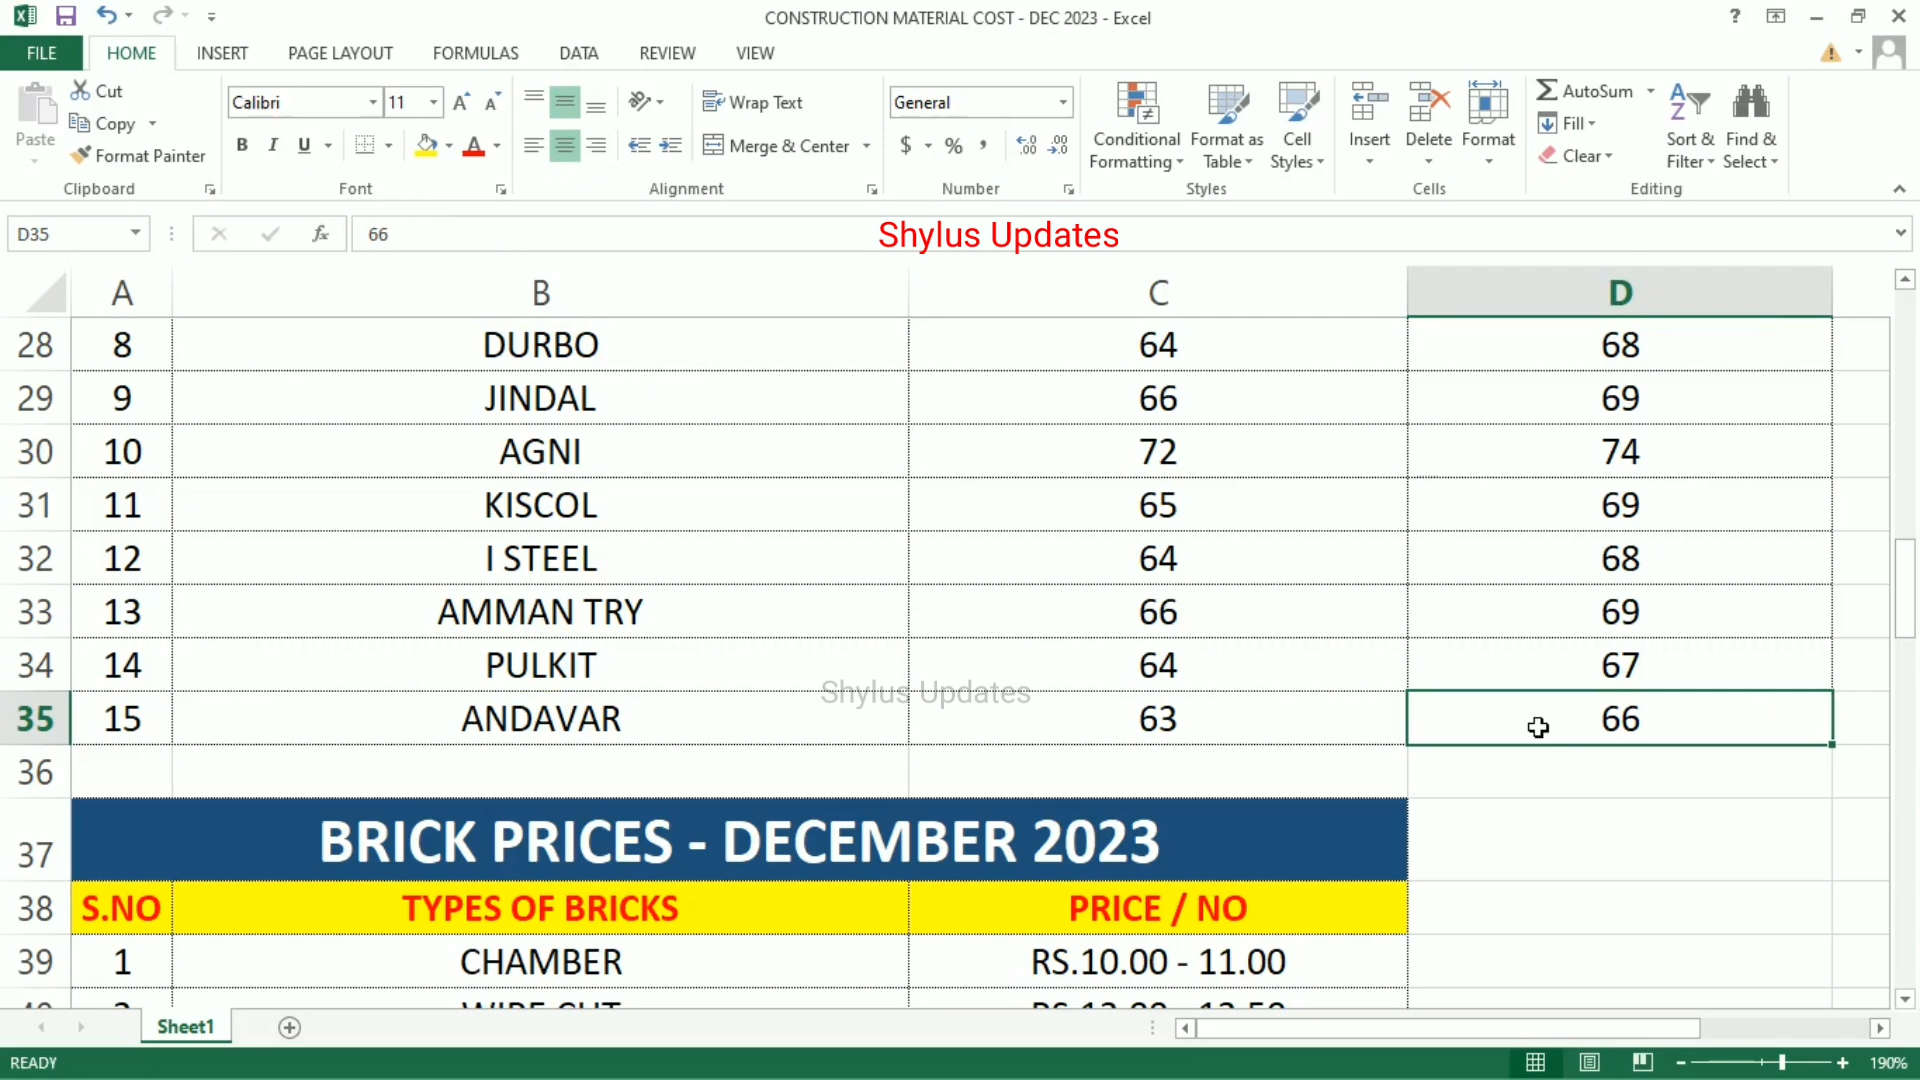 CONSTRUCTION MATERIAL COST - DEC 2023 - Excel
?
FILE HOME INSERT PAGE LAYOUT FORMULAS DATA REVIEW VIEW
Paste
Cut
Copy
Format Painter
Clipboard
Calibri 11
B I U
Font
Wrap Text
Merge & Center
Alignment
General
$ % ,
Number
Conditional Formatting
Format as Table
Cell Styles
Styles
Insert Delete Format
Cells
AutoSum
Fill
Clear
Sort & Filter
Find & Select
Editing
D35 fx 66
Shylus Updates
A B C D
28 8 DURBO 64 68
29 9 JINDAL 66 69
30 10 AGNI 72 74
31 11 KISCOL 65 69
32 12 I STEEL 64 68
33 13 AMMAN TRY 66 69
34 14 PULKIT 64 67
Shylus Updates
35 15 ANDAVAR 63 66
36
37 BRICK PRICES - DECEMBER 2023
38 S.NO TYPES OF BRICKS PRICE / NO
39 1 CHAMBER RS.10.00 - 11.00
Sheet1
READY 190%